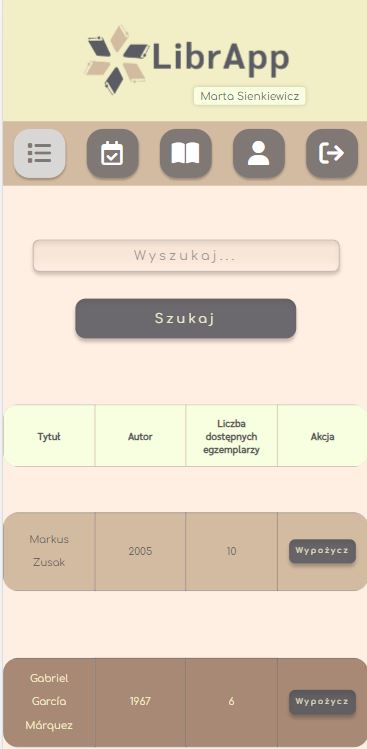 LibrApp
Marta Sienkiewicz
Wyszukaj...
Szukaj
Tytuł
Autor
Liczba
dostępnych
egzemplarzy
Akcja
Markus
Zusak
2005
10
Wypożycz
Gabriel
García
Márquez
1967
6
Wypożycz